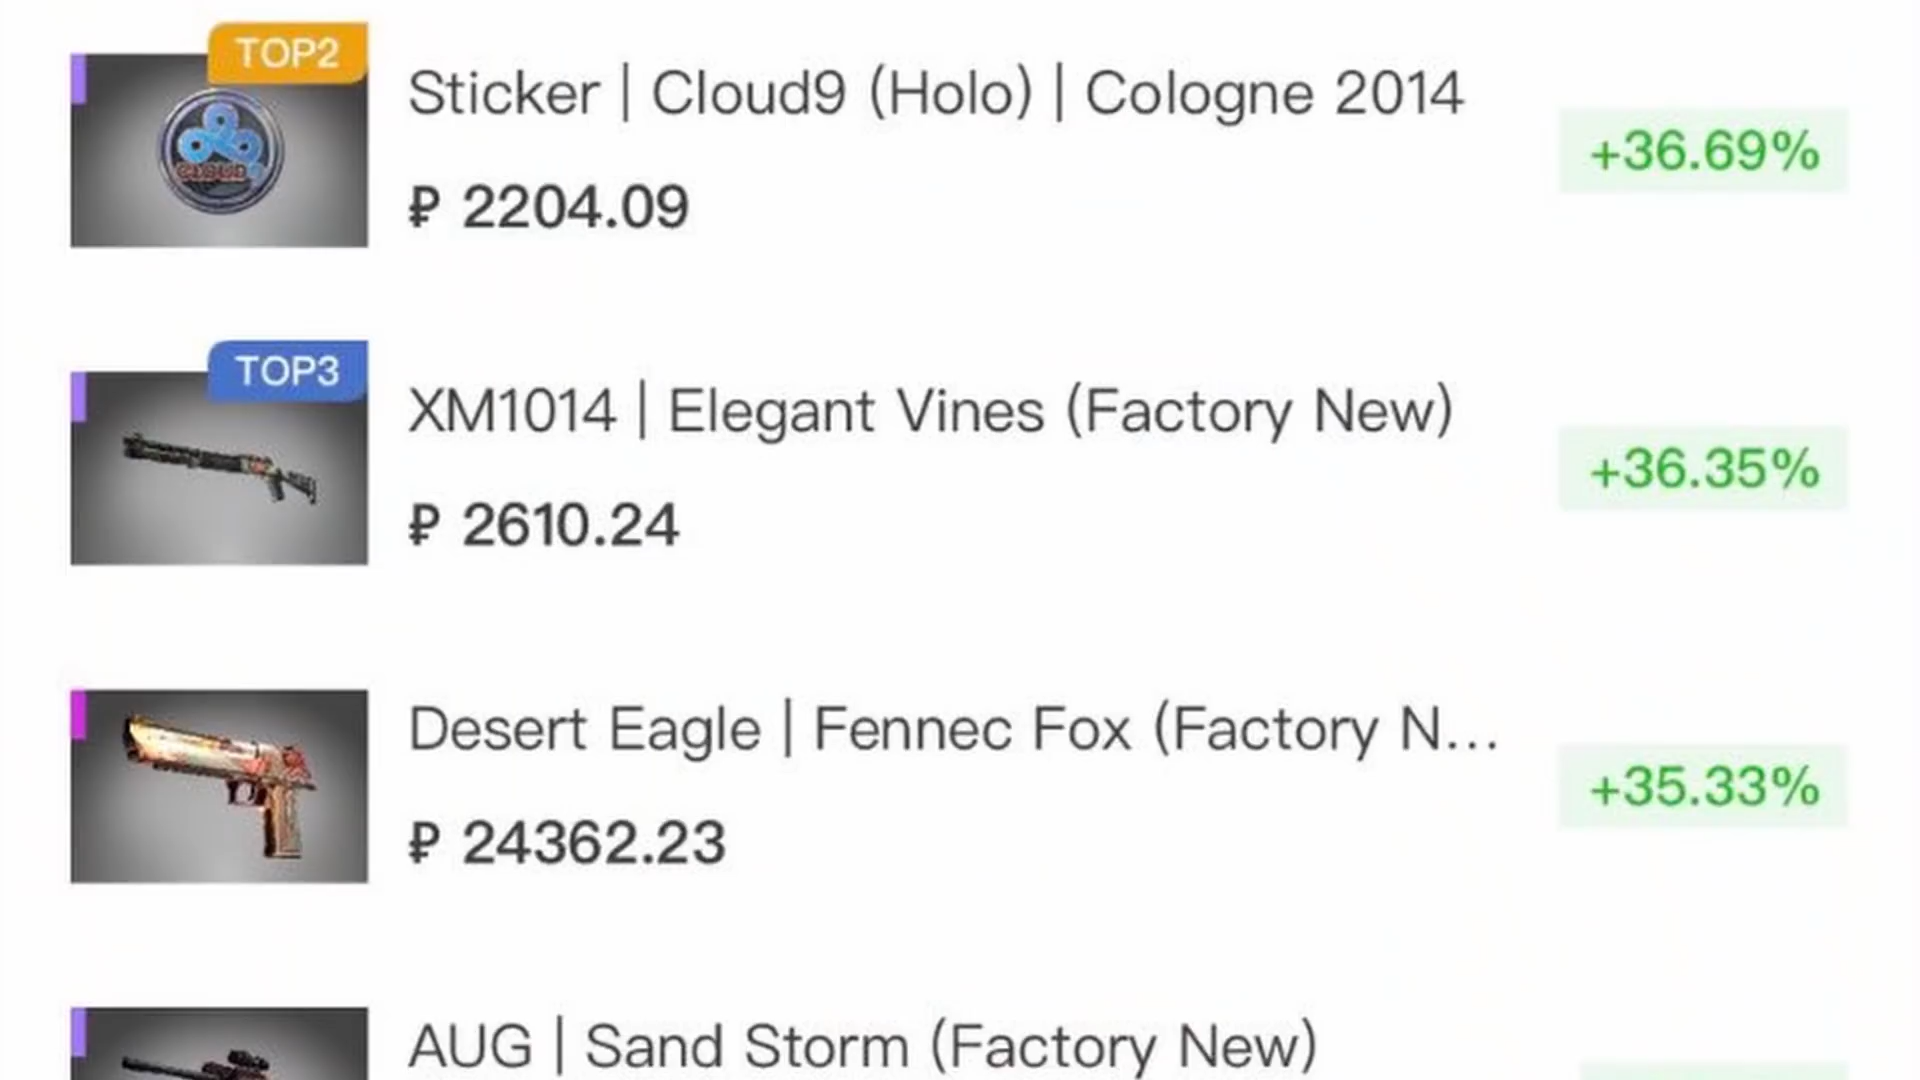 TOP2
Sticker | Cloud9 (Holo) | Cologne 2014
+36.69%
₽ 2204.09
TOP3
XM1014 | Elegant Vines (Factory New)
+36.35%
₽ 2610.24
Desert Eagle | Fennec Fox (Factory N...
+35.33%
₽ 24362.23
AUG | Sand Storm (Factory New)